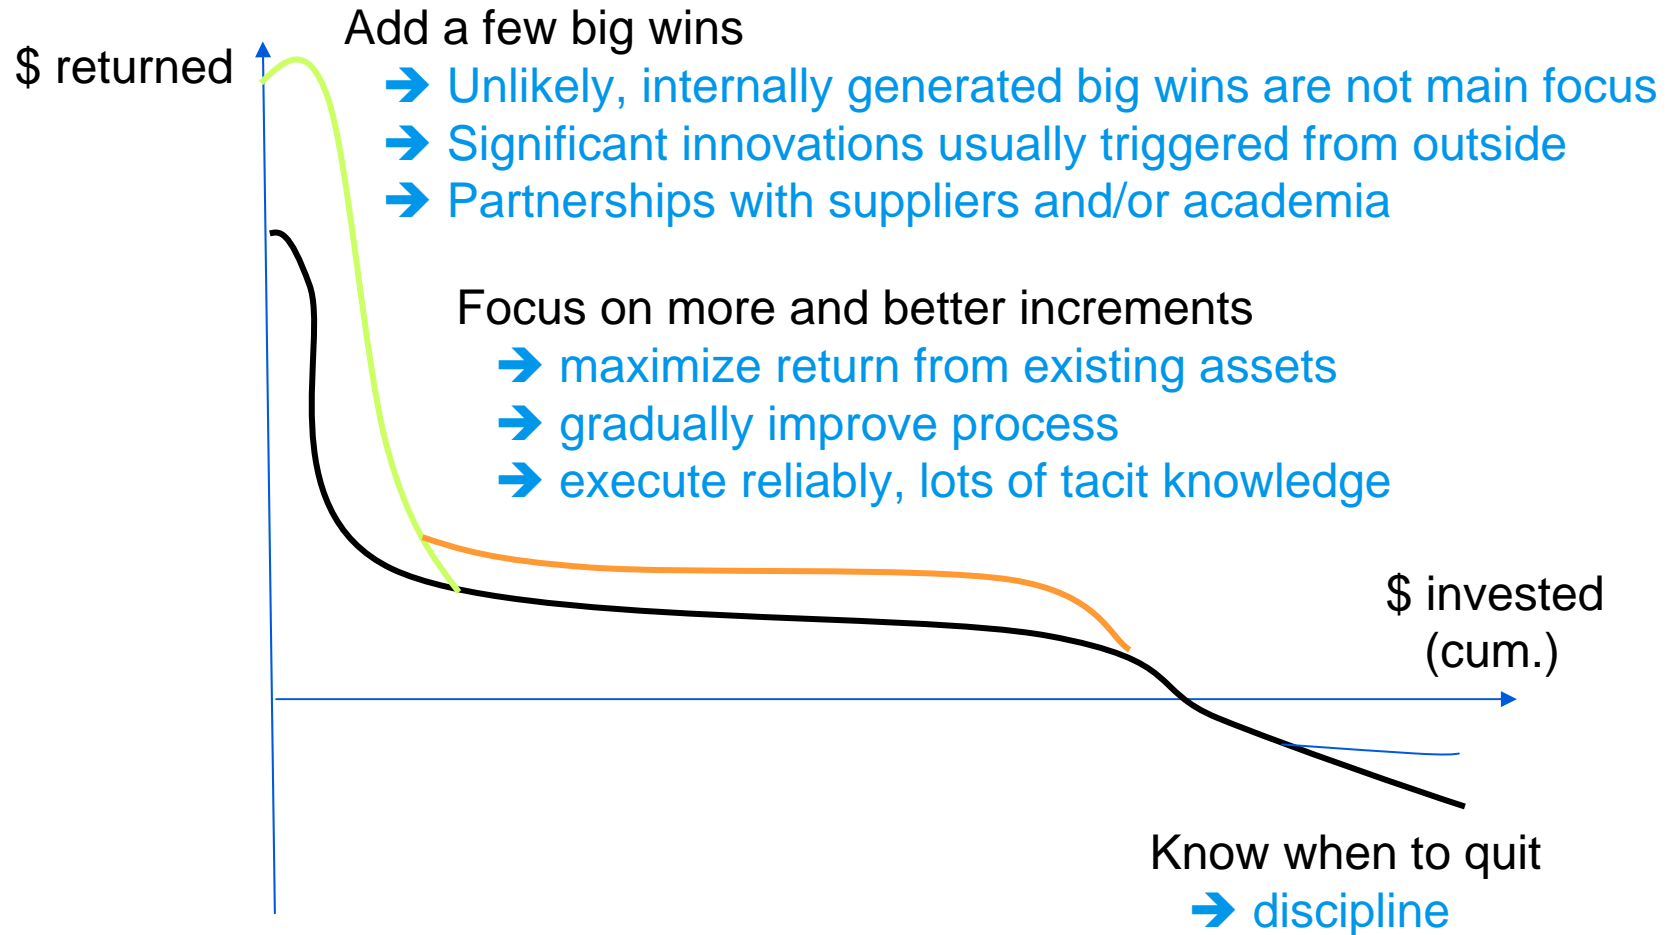 $ returned
Add a few big wins
➔ Unlikely, internally generated big wins are not main focus
➔ Significant innovations usually triggered from outside
➔ Partnerships with suppliers and/or academia
Focus on more and better increments
➔ maximize return from existing assets
➔ gradually improve process
➔ execute reliably, lots of tacit knowledge
$ invested
(cum.)
Know when to quit
➔ discipline